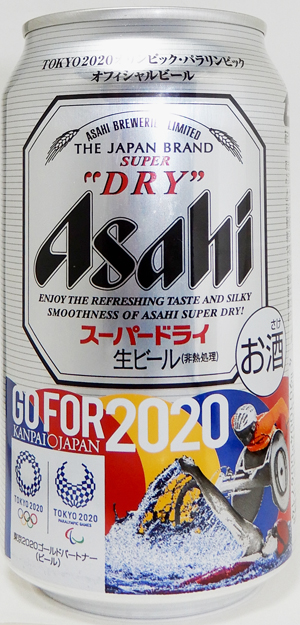 TOKYO2020オリンピック・パラリンピック
オフィシャルビール
ASAHI BREWERIES LIMITED
THE JAPAN BRAND
SUPER
"DRY"
Asahi
ENJOY THE REFRESHING TASTE AND SILKY
SMOOTHNESS OF ASAHI SUPER DRY!
スーパードライ
生ビール(非熱処理)
さけ
お酒
GO FOR 2020
KANPAI JAPAN
TOKYO 2020
TOKYO 2020
PARALYMPIC GAMES
東京2020ゴールドパートナー
(ビール)